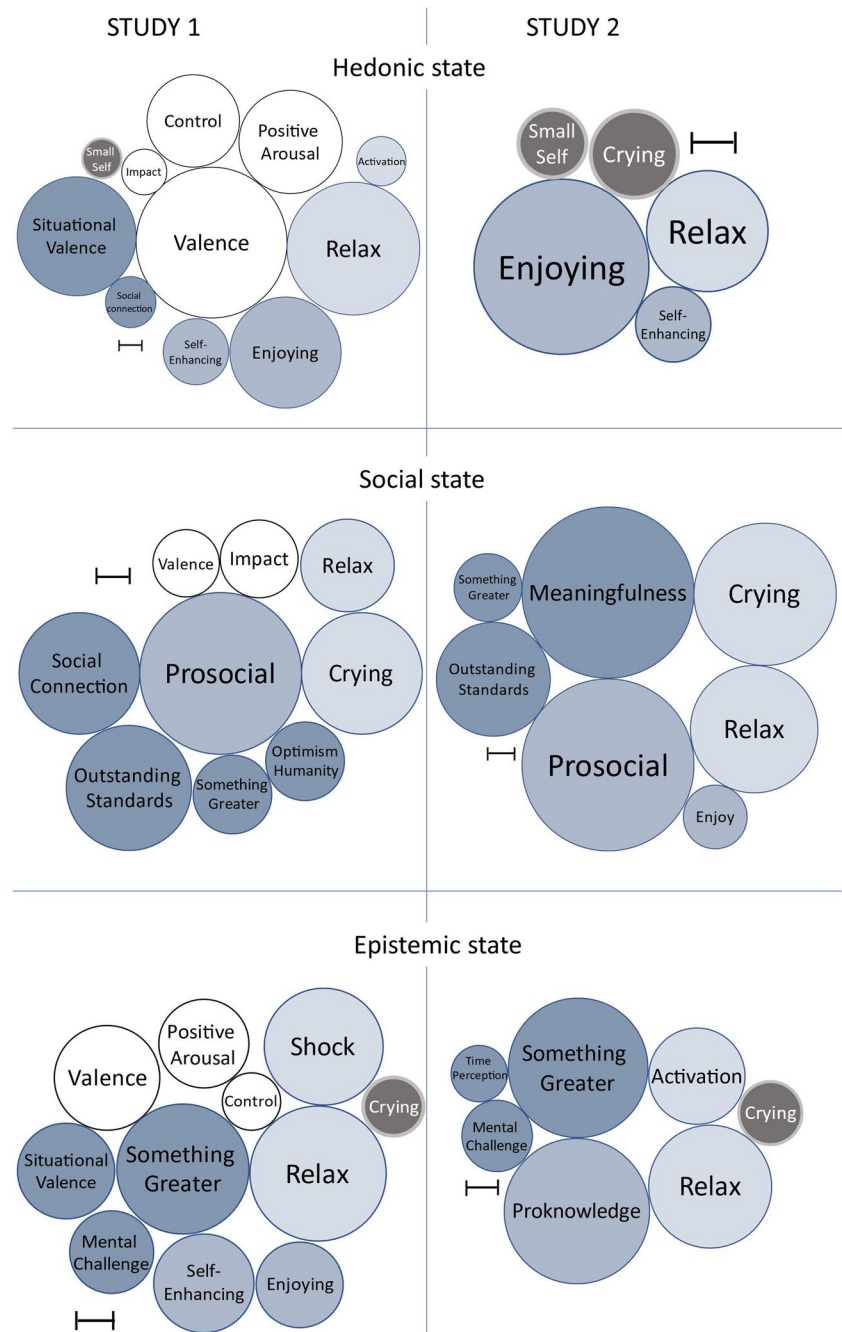 STUDY 1
STUDY 2
Hedonic state
Control
Positive
Arousal
Small
Self
Impact
Activation
Situational
Valence
Valence
Relax
Social
connection
Self-
Enhancing
Enjoying
Small
Self
Crying
Enjoying
Relax
Self-
Enhancing
Social state
Valence
Impact
Relax
Social
Connection
Prosocial
Crying
Outstanding
Standards
Something
Greater
Optimism
Humanity
Something
Greater
Meaningfulness
Crying
Outstanding
Standards
Prosocial
Relax
Enjoy
Epistemic state
Valence
Positive
Arousal
Shock
Control
Crying
Situational
Valence
Something
Greater
Relax
Mental
Challenge
Self-
Enhancing
Enjoying
Time
Perception
Something
Greater
Activation
Mental
Challenge
Crying
Proknowledge
Relax